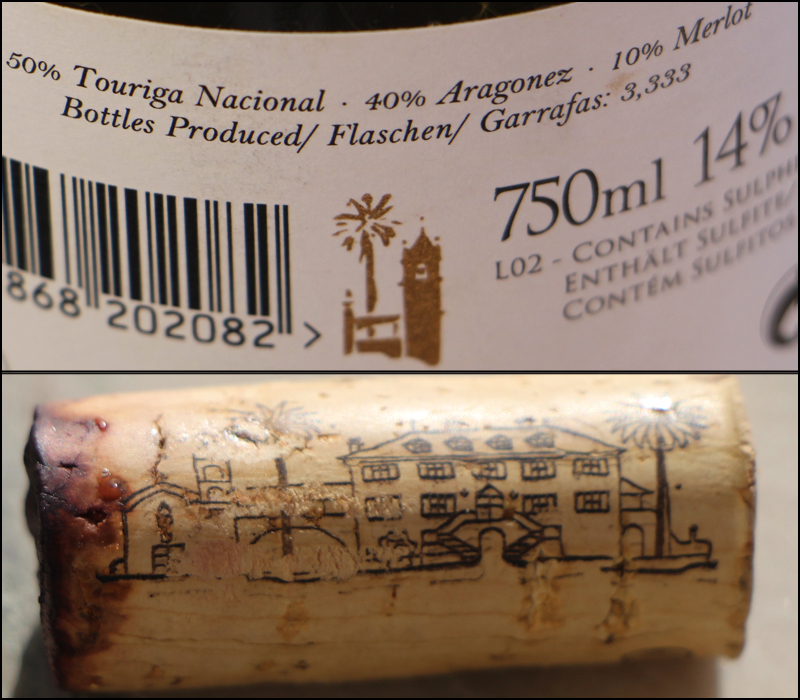 50% Touriga Nacional · 40% Aragonez · 10% Merlot
Bottles Produced/ Flaschen/ Garrafas: 3,333
750ml 14%
L02 - CONTAINS SULPHI
ENTHÄLT SULFITE/
CONTÉM SULFITOS
868 202082 >